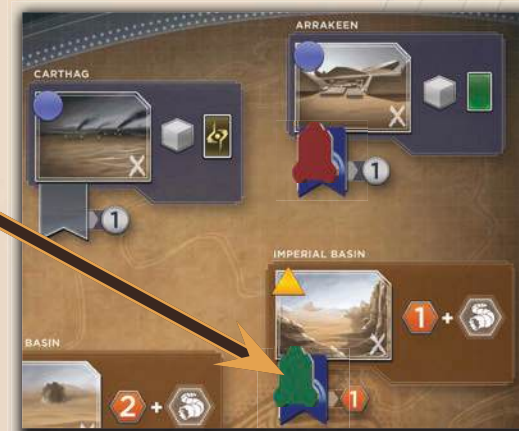 ARRAKEEN
CARTHAG
1
1
IMPERIAL BASIN
1 +
1
BASIN
2 +